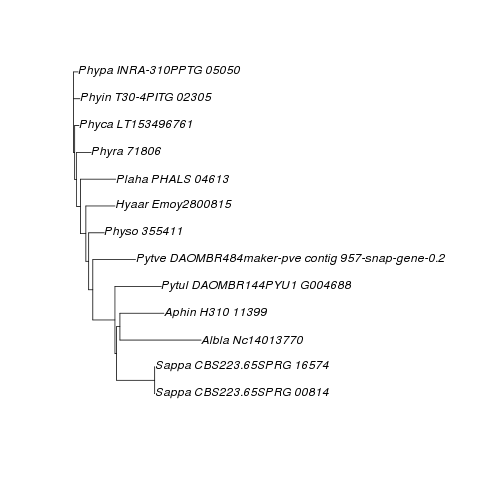 Phypa INRA-310PPTG 05050
Phyin T30-4PITG 02305
Phyca LT153496761
Phyra 71806
Plaha PHALS 04613
Hyaar Emoy2800815
Physo 355411
Pytve DAOMBR484maker-pve contig 957-snap-gene-0.2
Pytul DAOMBR144PYU1 G004688
Aphin H310 11399
Albla Nc14013770
Sappa CBS223.65SPRG 16574
Sappa CBS223.65SPRG 00814